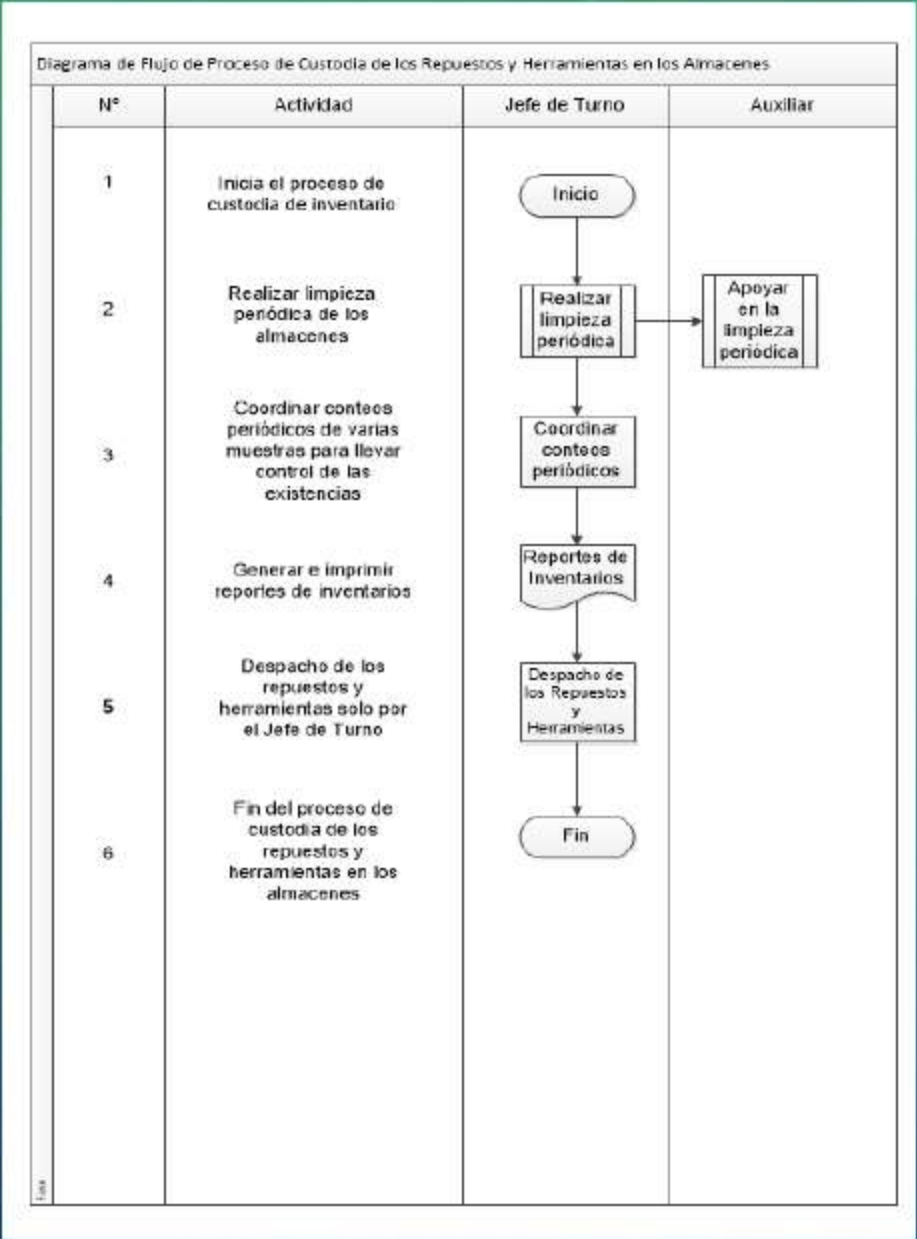 Diagrama de Flujo de Proceso de Custodia de los Repuestos y Herramientas en los Almacenes
N°
Actividad
Jefe de Turno
Auxiliar
1
Inicia el proceso de
custodia de inventario
Inicio
2
Realizar limpieza
periódica de los
almacenes
Realizar
limpieza
periódica
Apoyar
en la
limpieza
periódica
3
Coordinar conteos
periódicos de varias
muestras para llevar
control de las
existencias
Coordinar
conteos
periódicos
4
Generar e imprimir
reportes de inventarios
Reportes de
Inventarios
5
Despacho de los
repuestos y
herramientas solo por
el Jefe de Turno
Despacho de
los Repuestos
y
Herramientas
6
Fin del proceso de
custodia de los
repuestos y
herramientas en los
almacenes
Fin
Fase